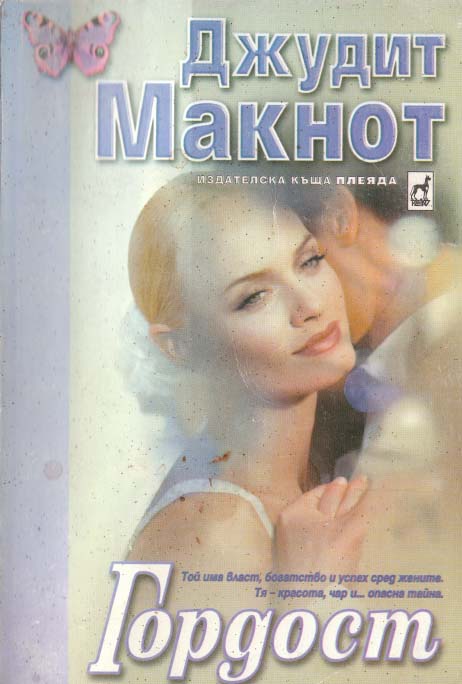 Джудит
Макнот
ИЗДАТЕЛСКА КЪЩА ПЛЕЯДА
Той има власт, богатство и успех сред жените.
Тя – красота, чар и... опасна тайна.
Гордост